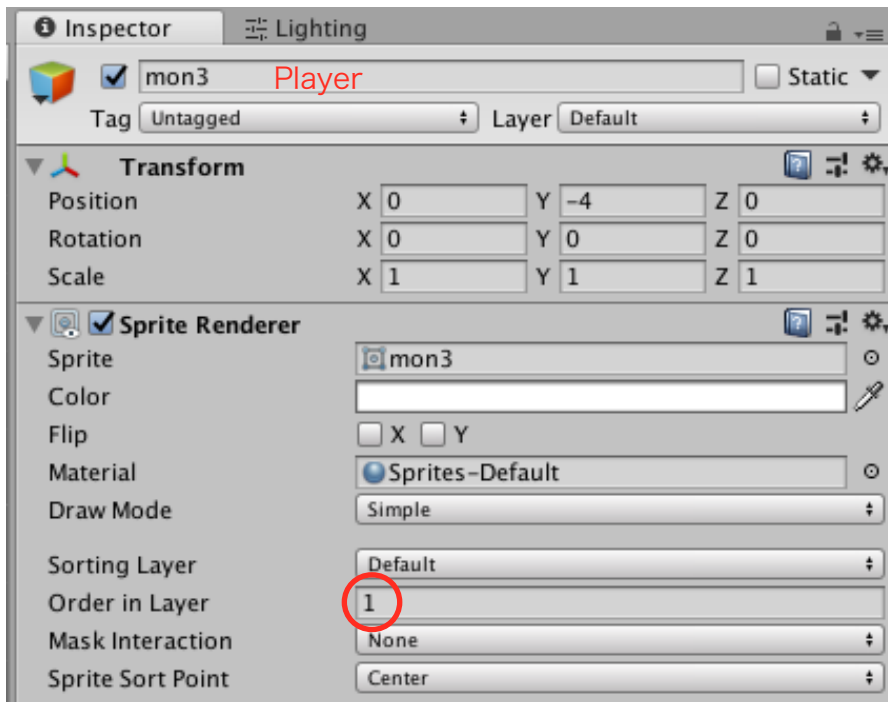 Inspector Lighting
mon3 Player Static
Tag Untagged Layer Default
Transform
Position X 0 Y -4 Z 0
Rotation X 0 Y 0 Z 0
Scale X 1 Y 1 Z 1
Sprite Renderer
Sprite mon3
Color
Flip X Y
Material Sprites-Default
Draw Mode Simple
Sorting Layer Default
Order in Layer 1
Mask Interaction None
Sprite Sort Point Center